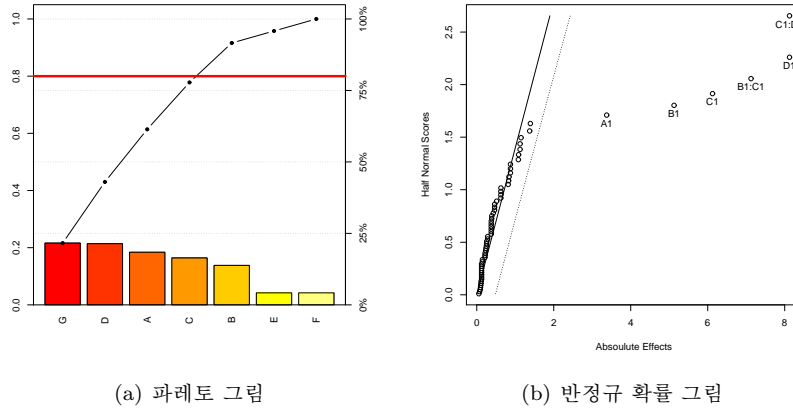 1.0
0.8
0.6
0.4
0.2
0.0
100%
75%
50%
25%
0%
G
D
A
C
B
E
F
(a) 파레토 그림
2.5
2.0
1.5
1.0
0.5
0.0
Half Normal Scores
C1:D
D1
B1:C1
C1
B1
A1
0
2
4
6
8
Absoulute Effects
(b) 반정규 확률 그림